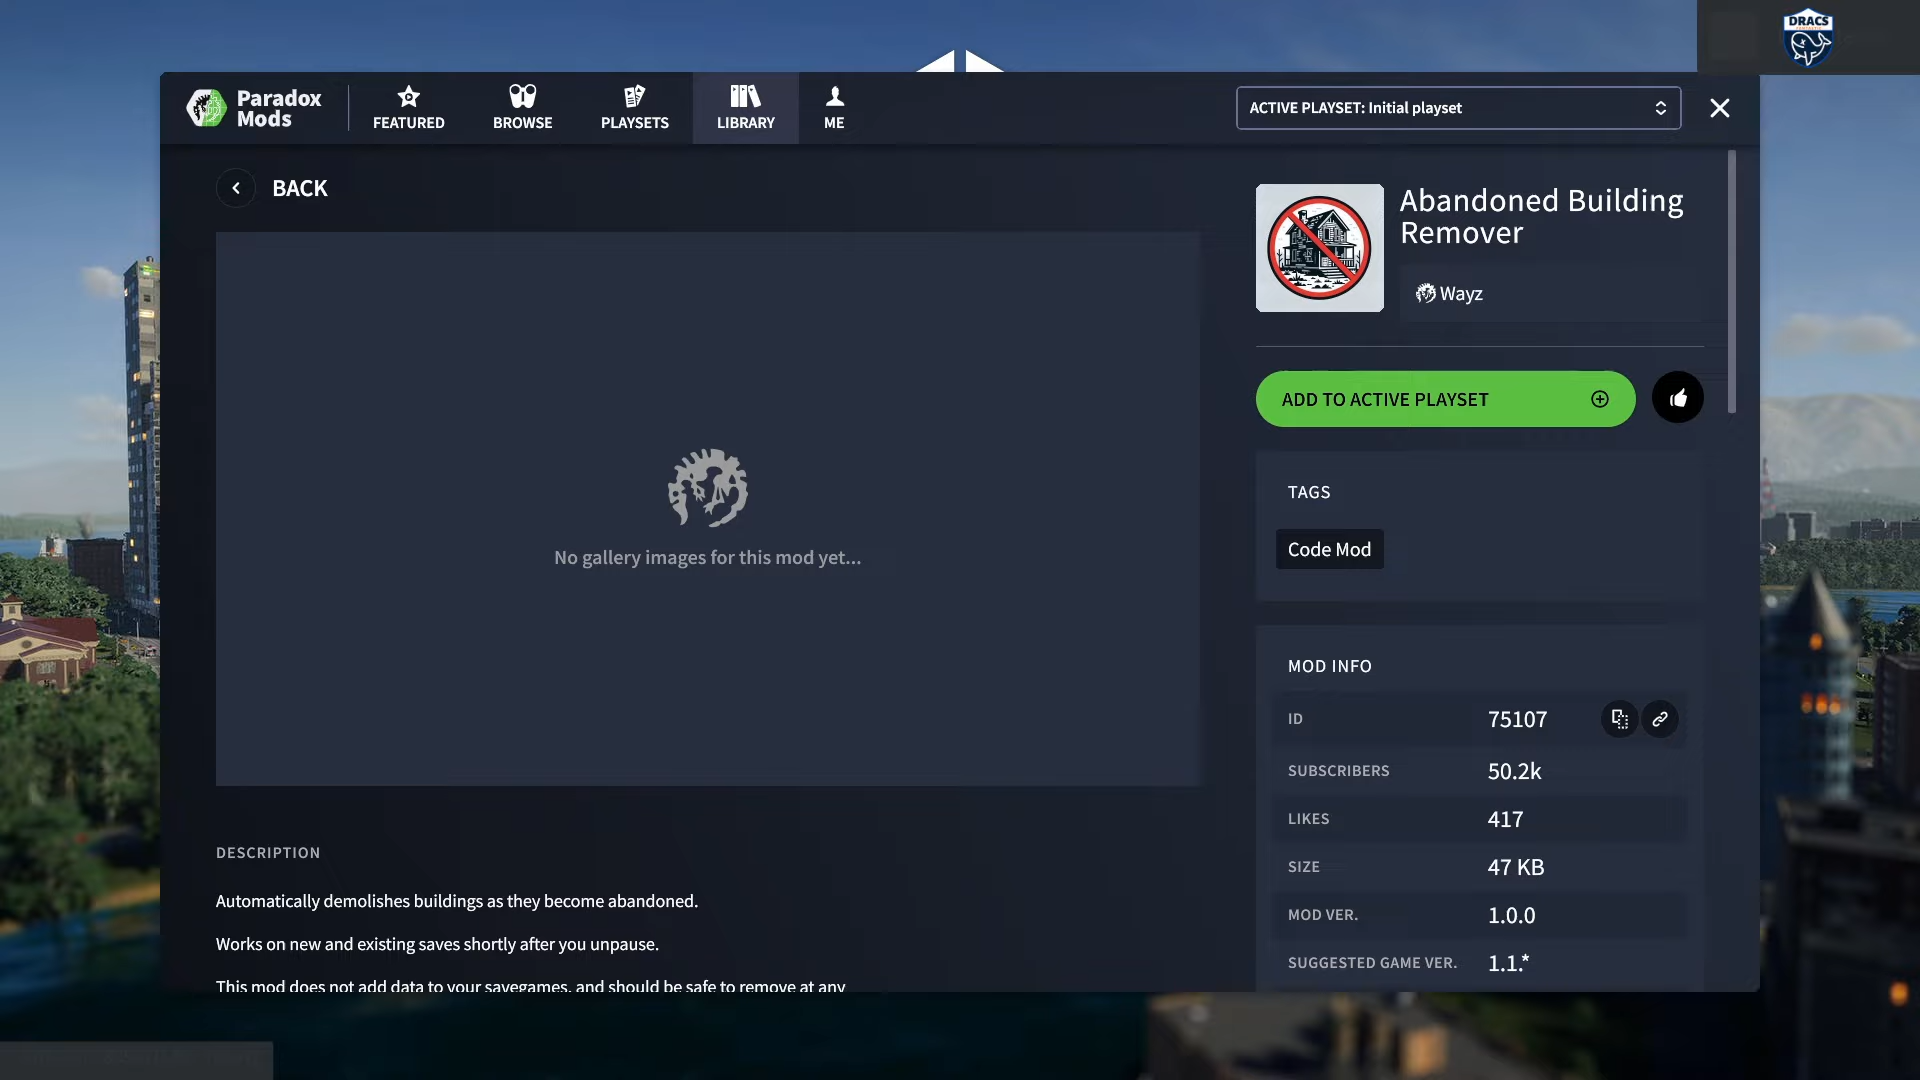 DRACS
Paradox
Mods
FEATURED
BROWSE
PLAYSETS
LIBRARY
ME
ACTIVE PLAYSET: Initial playset
BACK
Abandoned Building
Remover
Wayz
ADD TO ACTIVE PLAYSET
No gallery images for this mod yet...
TAGS
Code Mod
MOD INFO
ID
75107
SUBSCRIBERS
50.2k
LIKES
417
SIZE
47 KB
MOD VER.
1.0.0
SUGGESTED GAME VER.
1.1.*
DESCRIPTION
Automatically demolishes buildings as they become abandoned.
Works on new and existing saves shortly after you unpause.
This mod does not add data to your savegames, and should be safe to remove at any